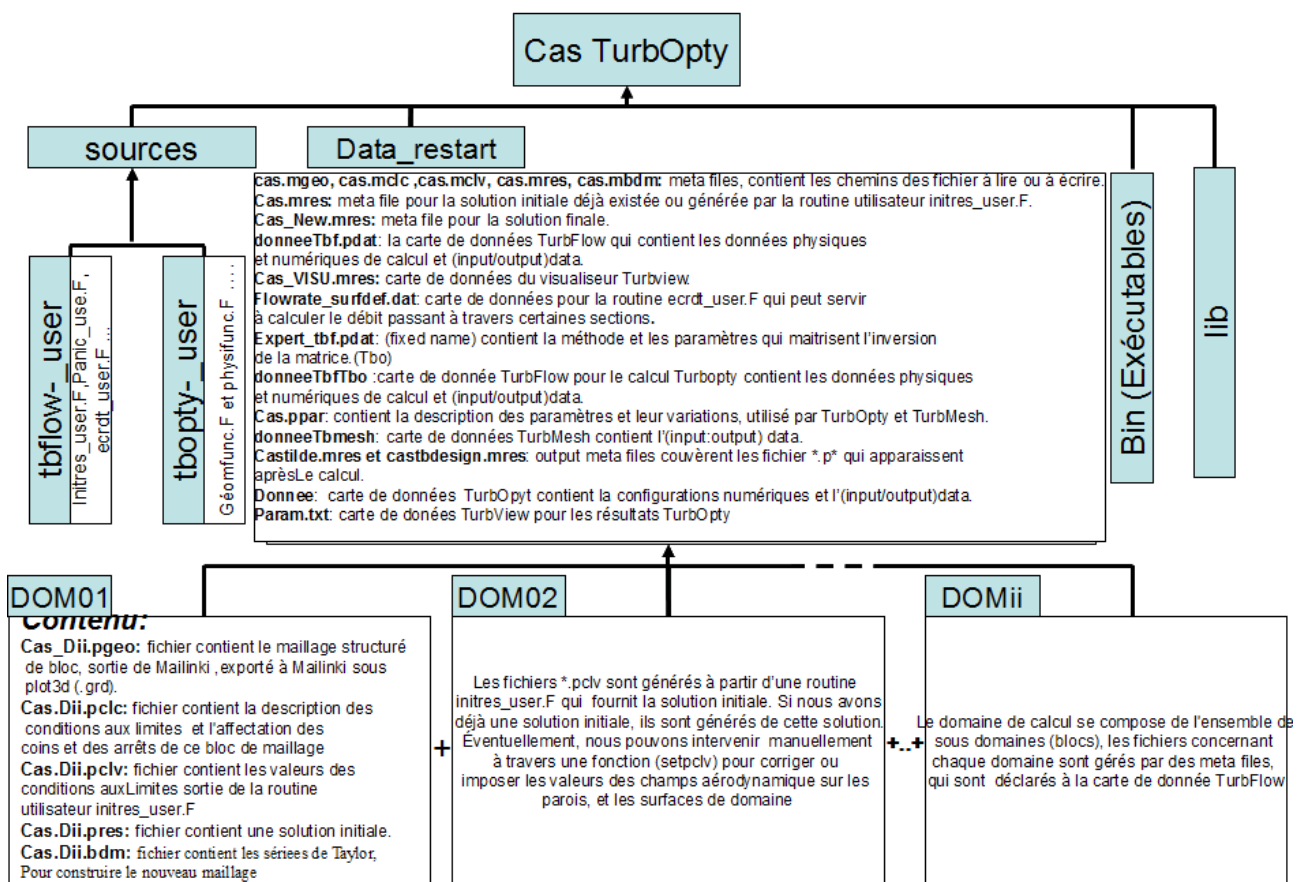 Cas TurbOpty
sources
Data_restart
cas.mgeo, cas.mclc ,cas.mclv, cas.mres, cas.mbdm: meta files, contient les chemins des fichier à lire ou à écrire.
Cas.mres: meta file pour la solution initiale déjà existée ou générée par la routine utilisateur initres_user.F.
Cas_New.mres: meta file pour la solution finale.
donneeTbf.pdat: la carte de données TurbFlow qui contient les données physiques
et numériques de calcul et (input/output)data.
Cas_VISU.mres: carte de données du visualiseur Turbview.
Flowrate_surfdef.dat: carte de données pour la routine ecrdt_user.F qui peut servir
à calculer le débit passant à travers certaines sections.
Expert_tbf.pdat: (fixed name) contient la méthode et les paramètres qui maitrisent l'inversion
de la matrice.(Tbo)
donneeTbfTbo :carte de donnée TurbFlow pour le calcul Turbopty contient les données physiques
et numériques de calcul et (input/output)data.
Cas.ppar: contient la description des paramètres et leur variations, utilisé par TurbOpty et TurbMesh.
donneeTbmesh: carte de données TurbMesh contient l'(input:output) data.
Castilde.mres et castbdesign.mres: output meta files couvèrent les fichier *.p* qui apparaissent
aprèsLe calcul.
Donnee: carte de données TurbOpyt contient la configurations numériques et l'(input/output)data.
Param.txt: carte de donées TurbView pour les résultats TurbOpty
tbflow-_user
Initres_user.F ,Panic_use.F,
ecrdt_user.F ...
tbopty-_user
Géomfunc.F et physifunc.F ....
Bin (Exécutables)
lib
DOM01
Contenu:
Cas_Dii.pgeo: fichier contient le maillage structuré
de bloc, sortie de Mailinki ,exporté à Mailinki sous
plot3d (.grd).
Cas.Dii.pclc: fichier contient la description des
conditions aux limites et l'affectation des
coins et des arrêts de ce bloc de maillage
Cas.Dii.pclv: fichier contient les valeurs des
conditions auxLimites sortie de la routine
utilisateur initres_user.F
Cas.Dii.pres: fichier contient une solution initiale.
Cas.Dii.bdm: fichier contient les sériees de Taylor,
Pour construire le nouveau maillage
+
DOM02
Les fichiers *.pclv sont générés à partir d'une routine
initres_user.F qui fournit la solution initiale. Si nous avons
déjà une solution initiale, ils sont générés de cette solution.
Éventuellement, nous pouvons intervenir manuellement
à travers une fonction (setpclv) pour corriger ou
imposer les valeurs des champs aérodynamique sur les
parois, et les surfaces de domaine
+..+
DOMii
Le domaine de calcul se compose de l'ensemble de
sous domaines (blocs), les fichiers concernant
chaque domaine sont gérés par des meta files,
qui sont déclarés à la carte de donnée TurbFlow